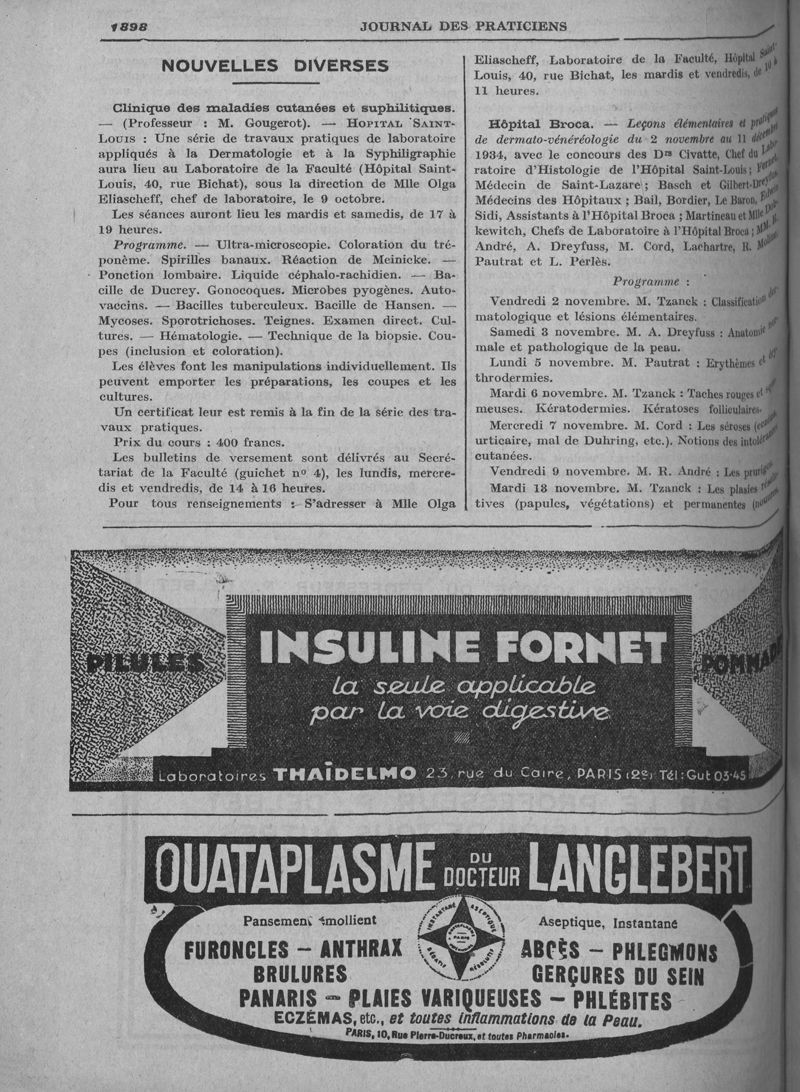 1898
JOURNAL DES PRATICIENS
NOUVELLES DIVERSES
Clinique des maladies cutanées et suphilitiques.
— (Professeur : M. Gougerot). — HOPITAL SAINT-
LOUIS : Une série de travaux pratiques de laboratoire
appliqués à la Dermatologie et à la Syphiligraphie
aura lieu au Laboratoire de la Faculté (Hôpital Saint-
Louis, 40, rue Bichat), sous la direction de Mlle Olga
Eliascheff, chef de laboratoire, le 9 octobre.
Les séances auront lieu les mardis et samedis, de 17 à
19 heures.
Programme. — Ultra-microscopie. Coloration du tré-
ponème. Spirilles banaux. Réaction de Meinicke. —
Ponction lombaire. Liquide céphalo-rachidien. — Ba-
cille de Ducrey. Gonocoques. Microbes pyogènes. Auto-
vaccins. — Bacilles tuberculeux. Bacille de Hansen. —
Mycoses. Sporotrichoses. Teignes. Examen direct. Cul-
tures. — Hématologie. — Technique de la biopsie. Cou-
pes (inclusion et coloration).
Les élèves font les manipulations individuellement. Ils
peuvent emporter les préparations, les coupes et les
cultures.
Un certificat leur est remis à la fin de la série des tra-
vaux pratiques.
Prix du cours : 400 francs.
Les bulletins de versement sont délivrés au Secré-
tariat de la Faculté (guichet nº 4), les lundis, mercre-
dis et vendredis, de 14 à 16 heures.
Pour tous renseignements : S'adresser à Mlle Olga
Eliascheff, Laboratoire de la Faculté, Hôpital Saint-
Louis, 40, rue Bichat, les mardis et vendredis, de 10 à
11 heures.
Hôpital Broca. — Leçons élémentaires et pratiques
de dermato-vénéréologie du 2 novembre au 11 décembre
1934, avec le concours des Drs Civatte, Chef du Labo-
ratoire d'Histologie de l'Hôpital Saint-Louis ; Fernet,
Médecin de Saint-Lazare ; Basch et Gilbert-Dreyfus,
Médecins des Hôpitaux ; Bail, Bordier, Le Baron,
Sidi, Assistants à l'Hôpital Broca ; Martineau et Mlle
kewitch, Chefs de Laboratoire à l'Hôpital Broca ; MM.
André, A. Dreyfuss, M. Cord, Lachartre, R.
Pautrat et L. Perlès.
Programme :
Vendredi 2 novembre. M. Tzanck : Classification der-
matologique et lésions élémentaires.
Samedi 3 novembre. M. A. Dreyfuss : Anatomie nor-
male et pathologique de la peau.
Lundi 5 novembre. M. Pautrat : Erythèmes et éry-
throdermies.
Mardi 6 novembre. M. Tzanck : Taches rouges et
meuses. Kératodermies. Kératoses folliculaires.
Mercredi 7 novembre. M. Cord : Les séroses (eczéma,
urticaire, mal de Duhring, etc.). Notions des intolérances
cutanées.
Vendredi 9 novembre. M. R. André : Les prurigos.
Mardi 13 novembre. M. Tzanck : Les plasies
tives (papules, végétations) et permanentes
PILULES
INSULINE FORNET
POMMADE
la seule applicable
par la voie digestive
Laboratoires THAÏDELMO 23, rue du Caire, PARIS (2e) Tél : Gut 03-45
OUATAPLASME DU DOCTEUR LANGLEBERT
Pansement émollient
Aseptique, Instantané
FURONCLES — ANTHRAX
ABCÈS — PHLEGMONS
BRULURES
GERÇURES DU SEIN
PANARIS — PLAIES VARIQUEUSES — PHLÉBITES
ECZÉMAS, etc., et toutes inflammations de la Peau.
PARIS, 10, Rue Pierre-Ducreux, et toutes Pharmacies.